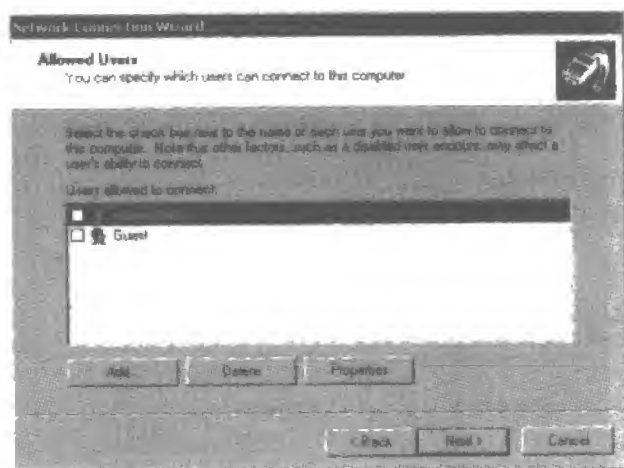 Network Connection Wizard
Allowed Users
You can specify which users can connect to this computer
Select the check box next to the name of each user you want to allow to connect to
this computer. Note that other factors, such as a disabled user account, may affect a
user's ability to connect.
Users allowed to connect:
Guest
Add...
Delete
Properties
< Back
Next >
Cancel